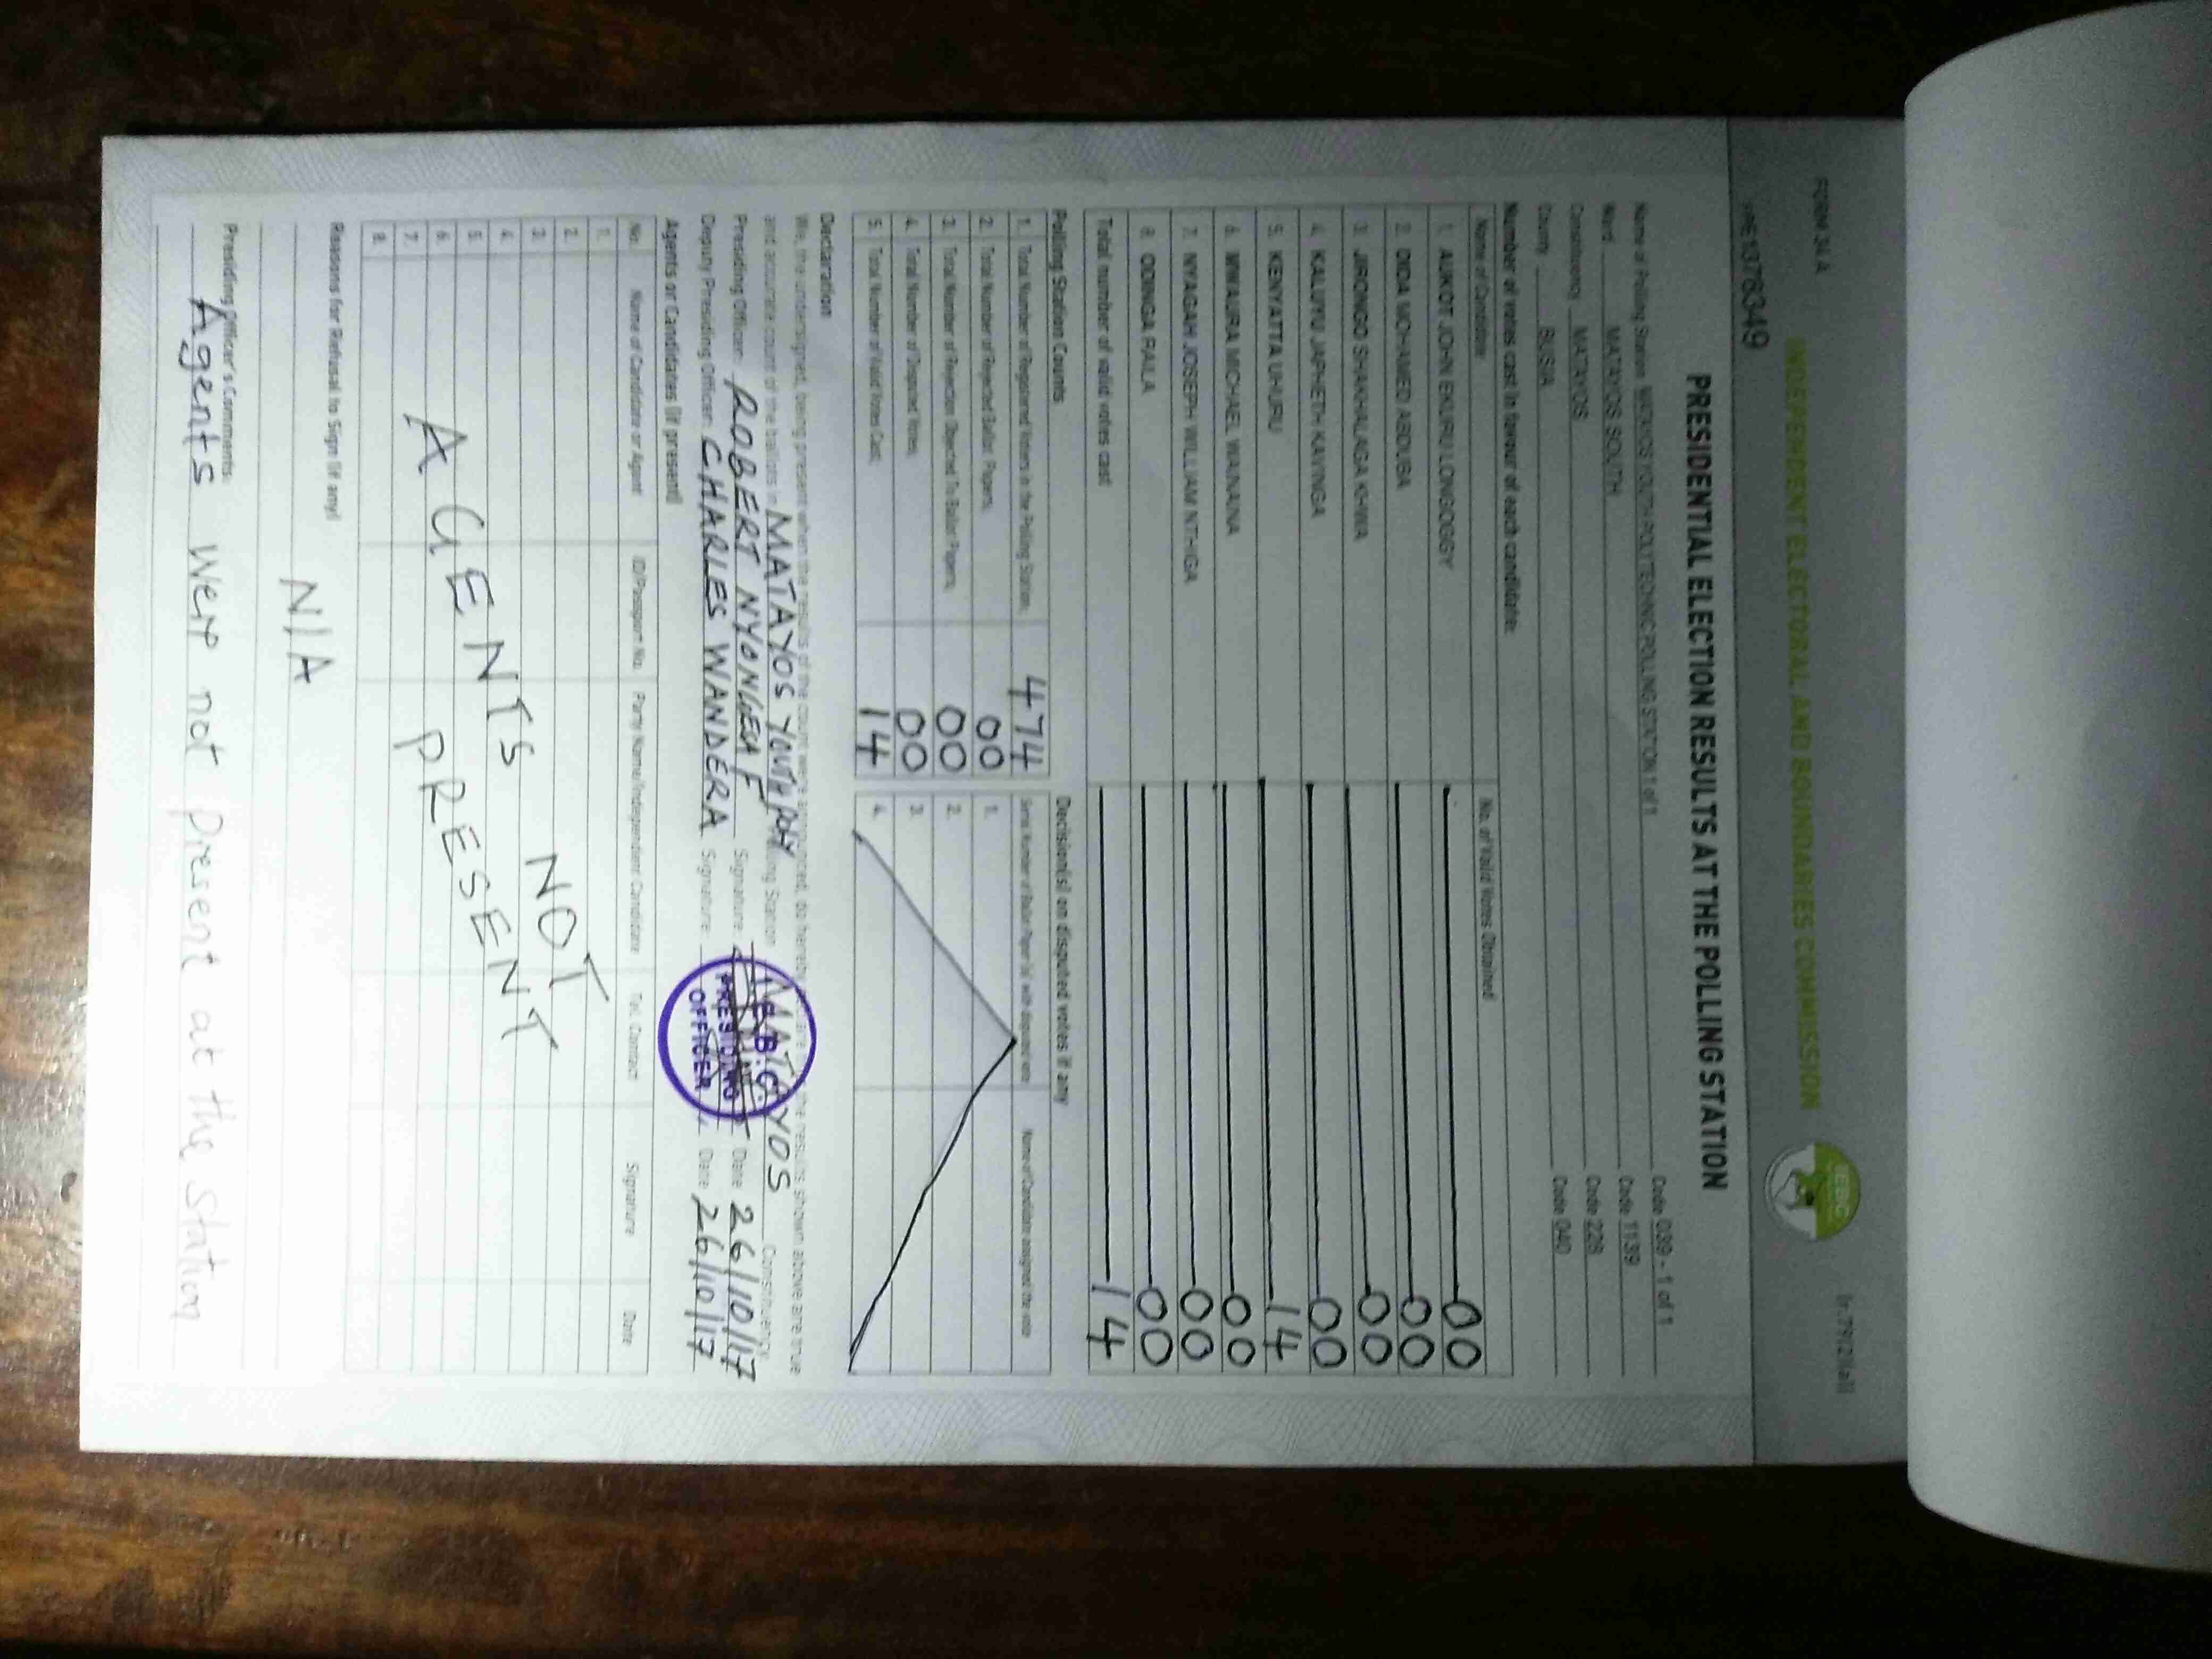 FORM 34 A
INDEPENDENT ELECTORAL AND BOUNDARIES COMMISSION
IEBC
PRESIDENTIAL ELECTION RESULTS AT THE POLLING STATION
Name of Polling Station MATAYOS YOUTH POLYTECHNIC POLLING STATION 1 of 1 Code 039 - 1 of 1
Ward MATAYOS SOUTH Code 1139
Constituency MATAYOS Code 228
County BUSIA Code 040
Number of votes cast in favour of each candidate:
Name of Candidate No. of Valid Votes Obtained
1. AUKOT JOHN EKURU LONGOGGY 00
2. DIDA MOHAMED ABDUBA 00
3. JIRONGO SHAKHALAGA KHWA 00
4. KALUYU JAPHETH KAVINGA 00
5. KENYATTA UHURU 14
6. MWAURA MICHAEL WAINAINA 00
7. NYAGAH JOSEPH WILLIAM NTHIGA 00
8. ODINGA RAILA 00
Total number of valid votes cast 14
Polling Station Counts
1. Total Number of Registered Voters in the Polling Station; 474
2. Total Number of Rejected Ballot Papers; 00
3. Total Number of Rejection Objected To Ballot Papers; 00
4. Total Number of Disputed Votes; 00
5. Total Number of Valid Votes Cast; 14
Decision(s) on disputed votes if any
Serial Number of Ballot Paper (s) with disputed vote Name of Candidate assigned the vote
1.
2.
3.
4.
Declaration
We, the undersigned, being present when the results of the count were announced, do hereby the results shown above are true
and accurate count of the ballots in MATAYOS YOUTH POLY Polling Station MATAYOS Constituency.
Presiding Officer: ROBERT F Signature: Date 26/10/17
Deputy Presiding Officer: CHARLES WANDERA Signature: Date 26/10/17
PRESIDING
OFFICER
Agents or Candidates (if present)
No. Name of Candidate or Agent ID/Passport No. Party Name/Independent Candidate Tel. Contact Signature Date
1.
2.
3.
4.
5.
6.
7.
8.
AGENTS NOT
PRESENT
Reasons for Refusal to Sign (if any)
N/A
Presiding Officer's Comments:
Agents were not present at the station